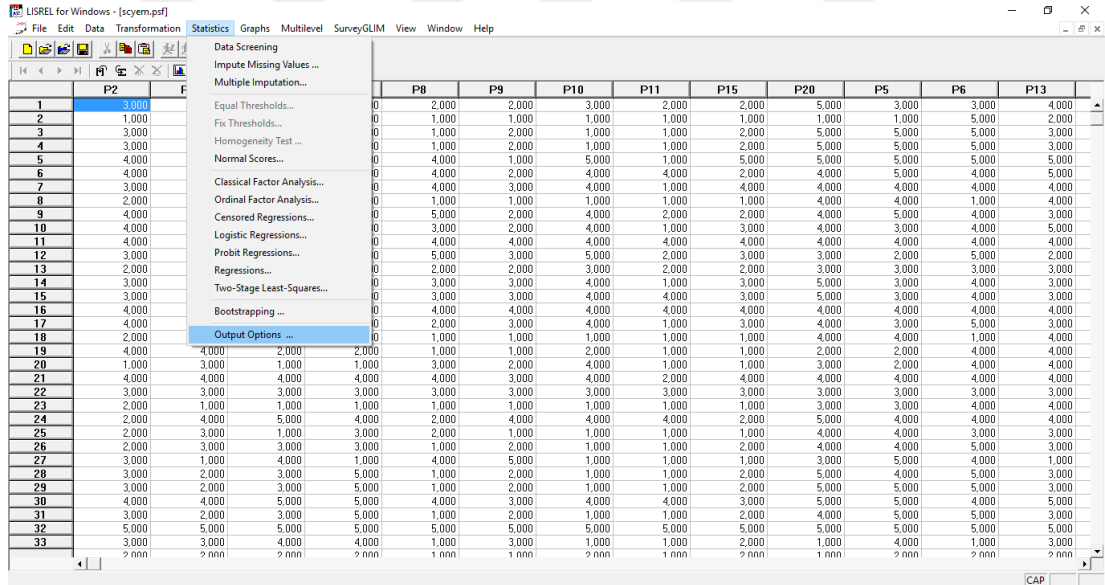 LISREL for Windows - [scyem.psf]
File Edit Data Transformation Statistics Graphs Multilevel SurveyGLIM View Window Help
Data Screening
Impute Missing Values ...
Multiple Imputation...
Equal Thresholds...
Fix Thresholds...
Homogeneity Test ...
Normal Scores...
Classical Factor Analysis...
Ordinal Factor Analysis...
Censored Regressions...
Logistic Regressions...
Probit Regressions...
Regressions...
Two-Stage Least-Squares...
Bootstrapping ...
Output Options ...
P2 P8 P9 P10 P11 P15 P20 P5 P6 P13
1 3,000 2,000 2,000 3,000 2,000 2,000 5,000 3,000 3,000 4,000
2 1,000 1,000 1,000 1,000 1,000 1,000 1,000 1,000 5,000 2,000
3 3,000 1,000 2,000 1,000 1,000 2,000 5,000 5,000 5,000 3,000
4 3,000 1,000 2,000 1,000 1,000 2,000 5,000 5,000 5,000 3,000
5 4,000 4,000 1,000 5,000 1,000 5,000 5,000 5,000 5,000 5,000
6 4,000 4,000 2,000 4,000 4,000 2,000 5,000 4,000 5,000 4,000
7 3,000 4,000 3,000 4,000 1,000 4,000 4,000 5,000 4,000 4,000
8 2,000 1,000 1,000 1,000 1,000 1,000 4,000 4,000 1,000 4,000
9 4,000 5,000 2,000 4,000 2,000 2,000 4,000 5,000 4,000 3,000
10 4,000 3,000 2,000 4,000 1,000 3,000 4,000 3,000 4,000 5,000
11 4,000 4,000 4,000 4,000 4,000 4,000 4,000 4,000 4,000 4,000
12 3,000 5,000 3,000 5,000 2,000 2,000 3,000 3,000 5,000 2,000
13 2,000 2,000 2,000 3,000 2,000 3,000 3,000 2,000 3,000 3,000
14 3,000 4,000 3,000 3,000 1,000 3,000 5,000 3,000 4,000 4,000
15 3,000 3,000 3,000 4,000 4,000 3,000 5,000 3,000 4,000 4,000
16 4,000 4,000 4,000 4,000 4,000 4,000 4,000 4,000 4,000 4,000
17 4,000 2,000 3,000 4,000 1,000 3,000 4,000 3,000 5,000 3,000
18 2,000 1,000 1,000 1,000 1,000 1,000 4,000 4,000 1,000 4,000
19 4,000 4,000 2,000 2,000 1,000 1,000 2,000 1,000 1,000 2,000 2,000 4,000 4,000
20 1,000 3,000 1,000 1,000 3,000 2,000 4,000 1,000 1,000 3,000 2,000 4,000 4,000
21 4,000 4,000 4,000 4,000 4,000 3,000 4,000 2,000 4,000 4,000 4,000 4,000 4,000
22 3,000 3,000 3,000 3,000 3,000 3,000 3,000 3,000 3,000 3,000 3,000 3,000 3,000
23 2,000 1,000 1,000 1,000 1,000 1,000 1,000 1,000 1,000 3,000 3,000 4,000 4,000
24 2,000 4,000 5,000 4,000 2,000 4,000 4,000 4,000 2,000 5,000 4,000 4,000 5,000
25 2,000 3,000 1,000 3,000 2,000 1,000 1,000 1,000 1,000 4,000 4,000 3,000 3,000
26 2,000 3,000 3,000 3,000 1,000 2,000 1,000 1,000 2,000 4,000 4,000 5,000 3,000
27 3,000 1,000 4,000 1,000 4,000 5,000 1,000 1,000 1,000 3,000 5,000 4,000 1,000
28 3,000 2,000 3,000 5,000 1,000 2,000 1,000 1,000 2,000 5,000 5,000 4,000 3,000
29 3,000 2,000 3,000 5,000 1,000 2,000 1,000 1,000 2,000 5,000 5,000 5,000 3,000
30 4,000 4,000 5,000 5,000 4,000 3,000 4,000 4,000 3,000 5,000 4,000 4,000 5,000
31 3,000 2,000 3,000 5,000 1,000 2,000 1,000 1,000 2,000 4,000 5,000 5,000 3,000
32 5,000 5,000 5,000 5,000 5,000 5,000 5,000 5,000 5,000 5,000 5,000 5,000 5,000
33 3,000 3,000 4,000 4,000 1,000 3,000 1,000 1,000 2,000 1,000 4,000 1,000 3,000
2,000 2,000 2,000 2,000 1,000 1,000 2,000 1,000 2,000 1,000 2,000 2,000 2,000
CAP